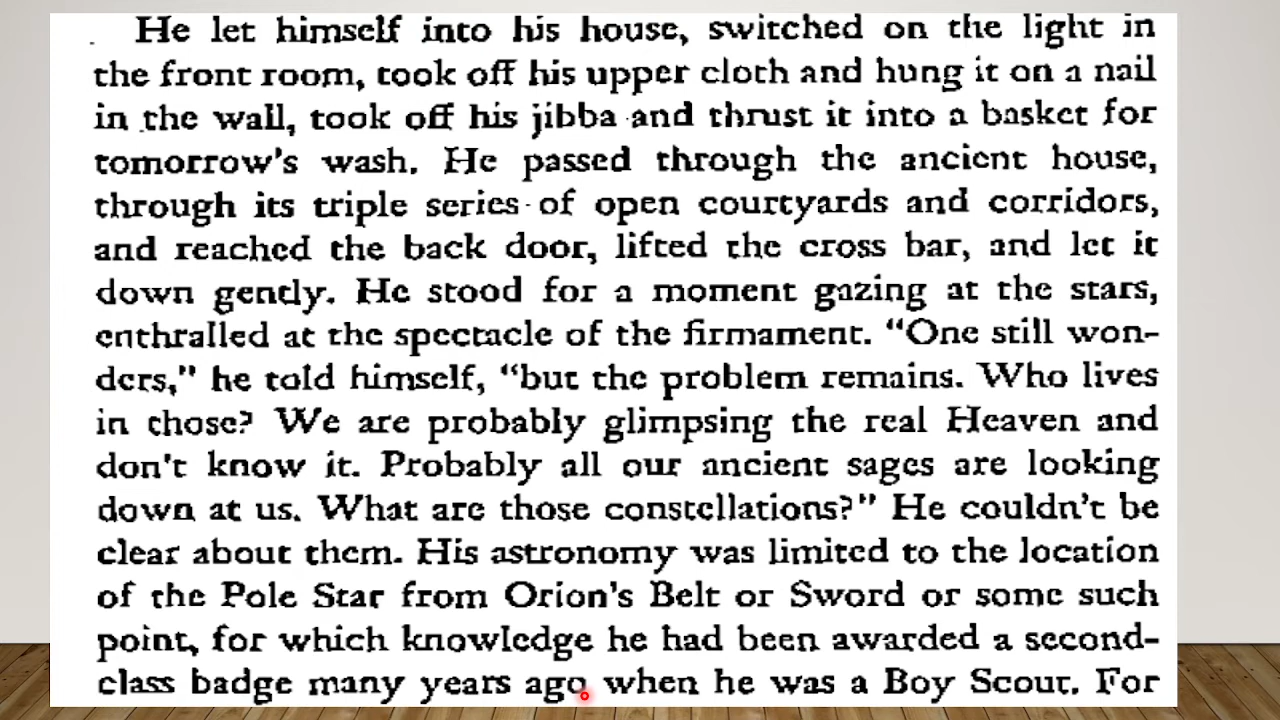 He let himself into his house, switched on the light in
the front room, took off his upper cloth and hung it on a nail
in the wall, took off his jibba and thrust it into a basket for
tomorrow's wash. He passed through the ancient house,
through its triple series of open courtyards and corridors,
and reached the back door, lifted the cross bar, and let it
down gently. He stood for a moment gazing at the stars,
enthralled at the spectacle of the firmament. "One still won-
ders," he told himself, "but the problem remains. Who lives
in those? We are probably glimpsing the real Heaven and
don't know it. Probably all our ancient sages are looking
down at us. What are those constellations?" He couldn't be
clear about them. His astronomy was limited to the location
of the Pole Star from Orion's Belt or Sword or some such
point, for which knowledge he had been awarded a second-
class badge many years ago when he was a Boy Scout. For